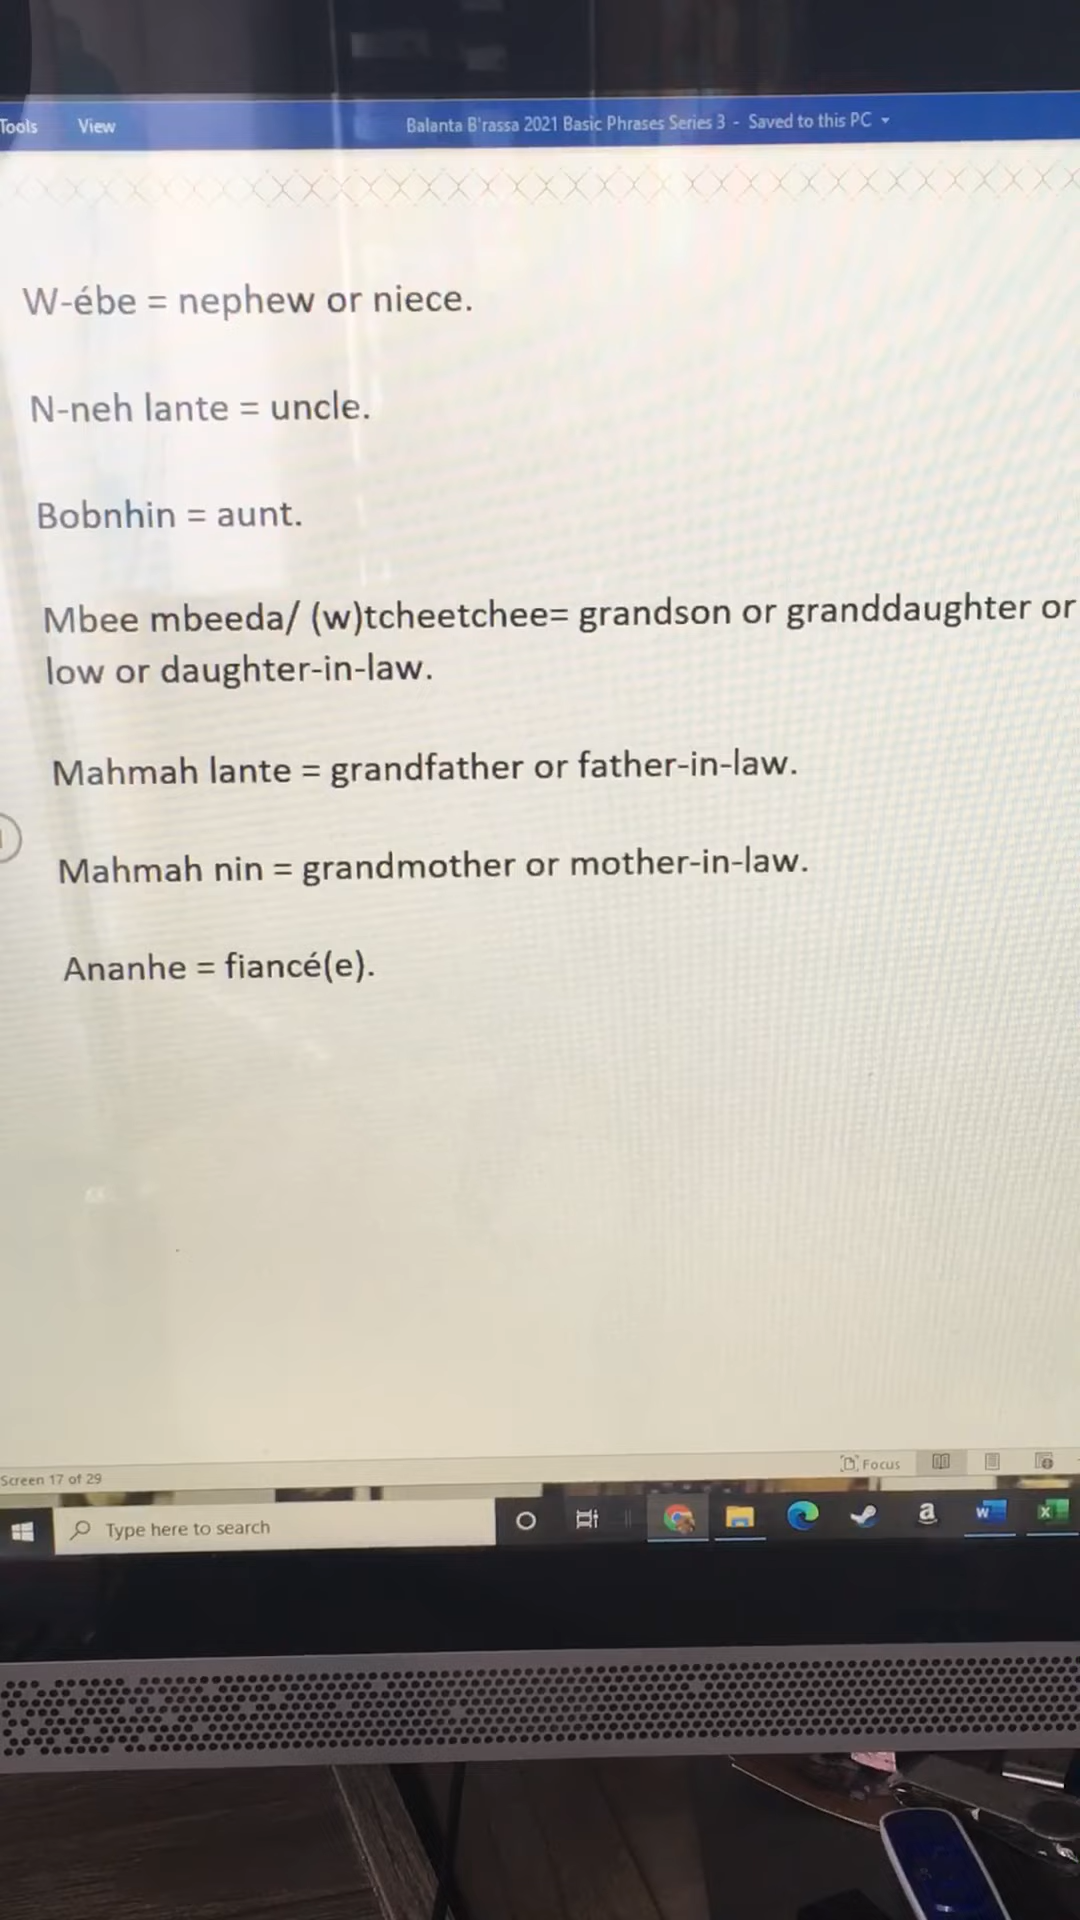 Tools View Balanta B'rassa 2021 Basic Phrases Series 3 - Saved to this PC
W-ébe = nephew or niece.
N-neh lante = uncle.
Bobnhin = aunt.
Mbee mbeeda/ (w)tcheetchee= grandson or granddaughter or
low or daughter-in-law.
Mahmah lante = grandfather or father-in-law.
Mahmah nin = grandmother or mother-in-law.
Ananhe = fiancé(e).
Screen 17 of 29 Focus
Type here to search